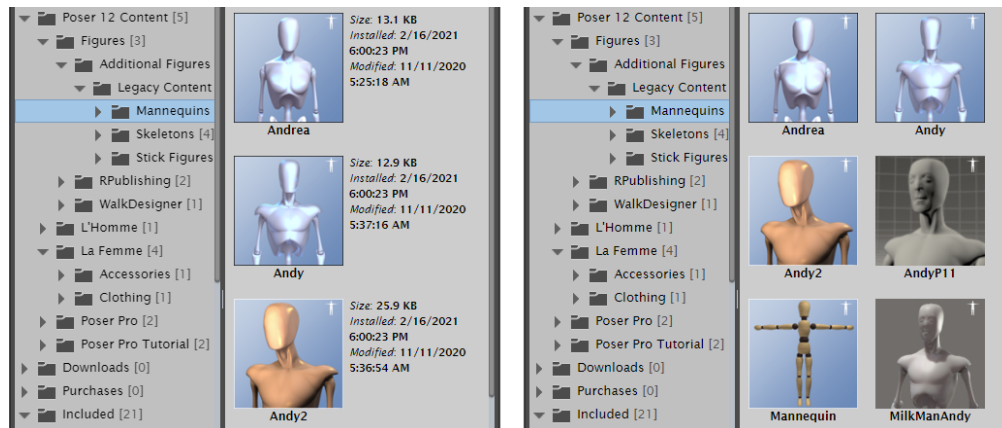 Poser 12 Content [5]
Figures [3]
Additional Figures
Legacy Content
Mannequins
Skeletons [4]
Stick Figures
RPublishing [2]
WalkDesigner [1]
L'Homme [1]
La Femme [4]
Accessories [1]
Clothing [1]
Poser Pro [2]
Poser Pro Tutorial [2]
Downloads [0]
Purchases [0]
Included [21]
Size: 13.1 KB
Installed: 2/16/2021
6:00:23 PM
Modified: 11/11/2020
5:25:18 AM
Andrea
Size: 12.9 KB
Installed: 2/16/2021
6:00:23 PM
Modified: 11/11/2020
5:37:16 AM
Andy
Size: 25.9 KB
Installed: 2/16/2021
6:00:23 PM
Modified: 11/11/2020
5:36:54 AM
Andy2
Poser 12 Content [5]
Figures [3]
Additional Figures
Legacy Content
Mannequins
Skeletons [4]
Stick Figures
RPublishing [2]
WalkDesigner [1]
L'Homme [1]
La Femme [4]
Accessories [1]
Clothing [1]
Poser Pro [2]
Poser Pro Tutorial [2]
Downloads [0]
Purchases [0]
Included [21]
Andrea
Andy
Andy2
AndyP11
Mannequin
MilkManAndy